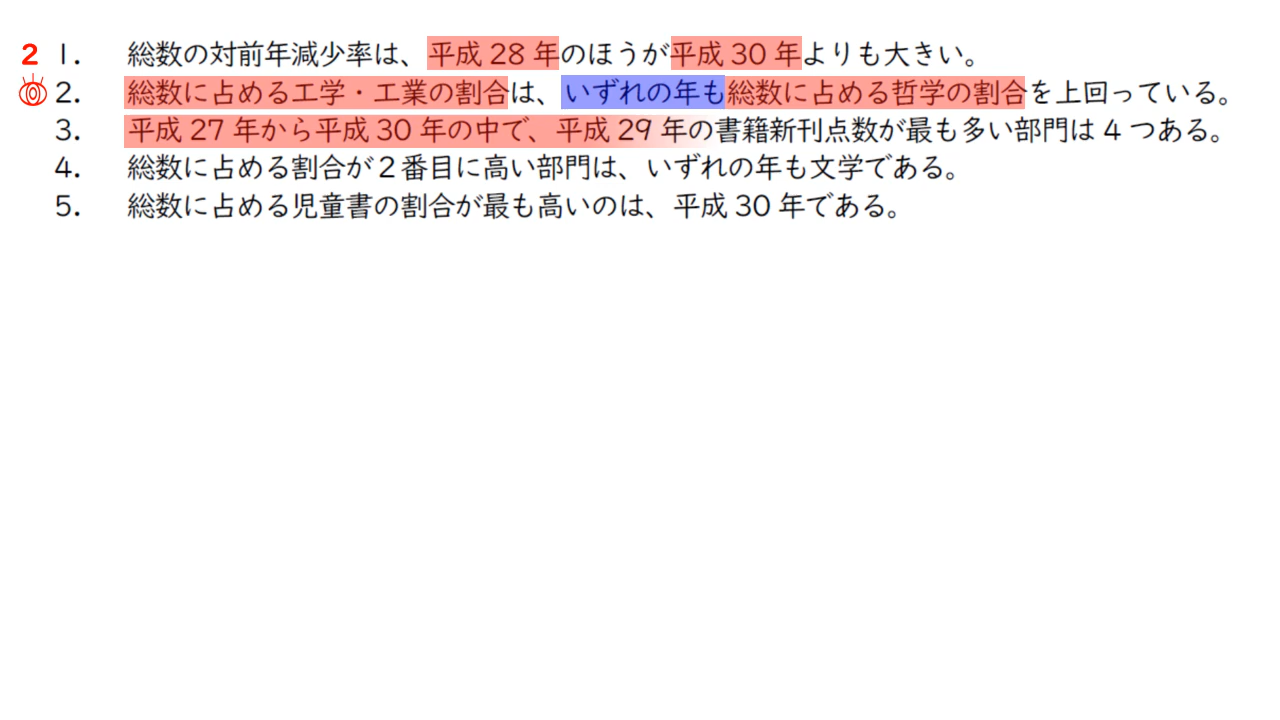 2 1. 総数の対前年減少率は、平成 28 年のほうが平成 30 年よりも大きい。
2. 総数に占める工学・工業の割合は、いずれの年も総数に占める哲学の割合を上回っている。
3. 平成 27 年から平成 30 年の中で、平成 29 年の書籍新刊点数が最も多い部門は 4 つある。
4. 総数に占める割合が2番目に高い部門は、いずれの年も文学である。
5. 総数に占める児童書の割合が最も高いのは、平成 30 年である。